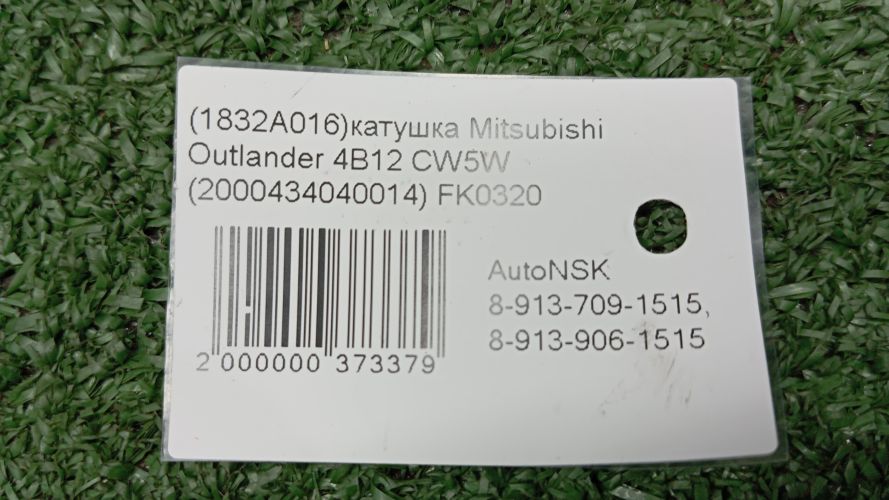 (1832A016)катушка Mitsubishi
Outlander 4B12 CW5W
(2000434040014) FK0320
AutoNSK
8-913-709-1515,
8-913-906-1515
2 000000 373379